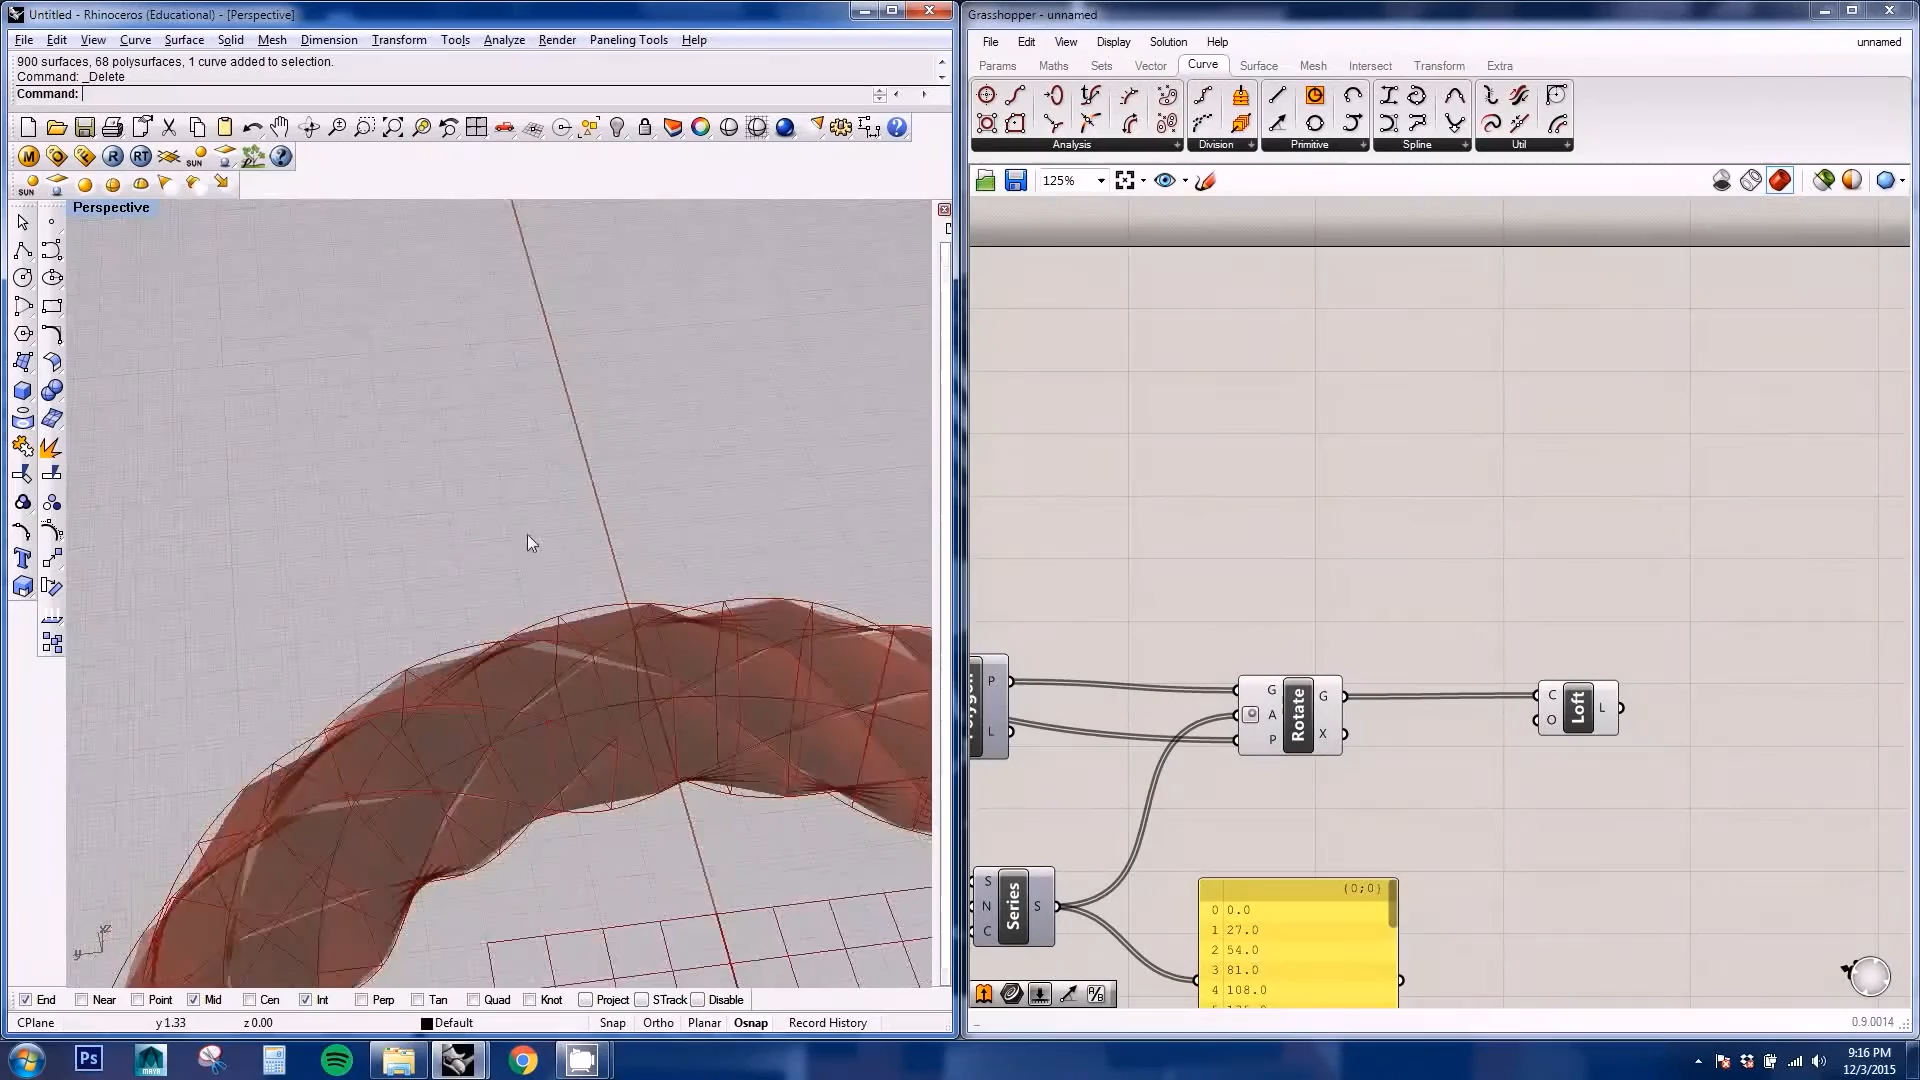 Untitled - Rhinoceros (Educational) - [Perspective]
File Edit View Curve Surface Solid Mesh Dimension Transform Tools Analyze Render Paneling Tools Help
900 surfaces, 68 polysurfaces, 1 curve added to selection.
Command: _Delete
Command:
M R RT SUN
SUN
Perspective
End Near Point Mid Cen Int Perp Tan Quad Knot Project STrack Disable
CPlane y 1.33 z 0.00 Default Snap Ortho Planar Osnap Record History
Grasshopper - unnamed
File Edit View Display Solution Help unnamed
Params Maths Sets Vector Curve Surface Mesh Intersect Transform Extra
Analysis Division Primitive Spline Util
125%
P
L
G A P Rotate G X
C O Loft L
S N C Series S
{0;0}
0 0.0
1 27.0
2 54.0
3 81.0
4 108.0
0.9.0014
Ps
MAYA
9:16 PM
12/3/2015